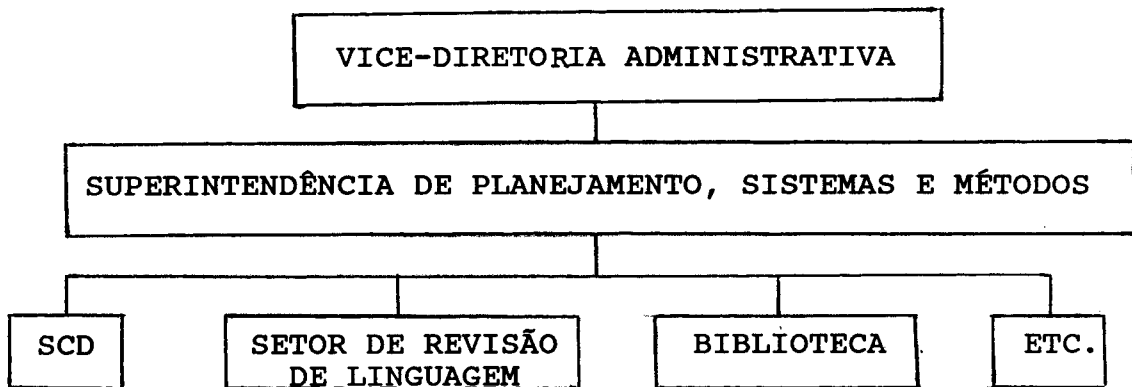 VICE-DIRETORIA ADMINISTRATIVA
SUPERINTENDÊNCIA DE PLANEJAMENTO, SISTEMAS E MÉTODOS
SCD
SETOR DE REVISÃO
DE LINGUAGEM
BIBLIOTECA
ETC.